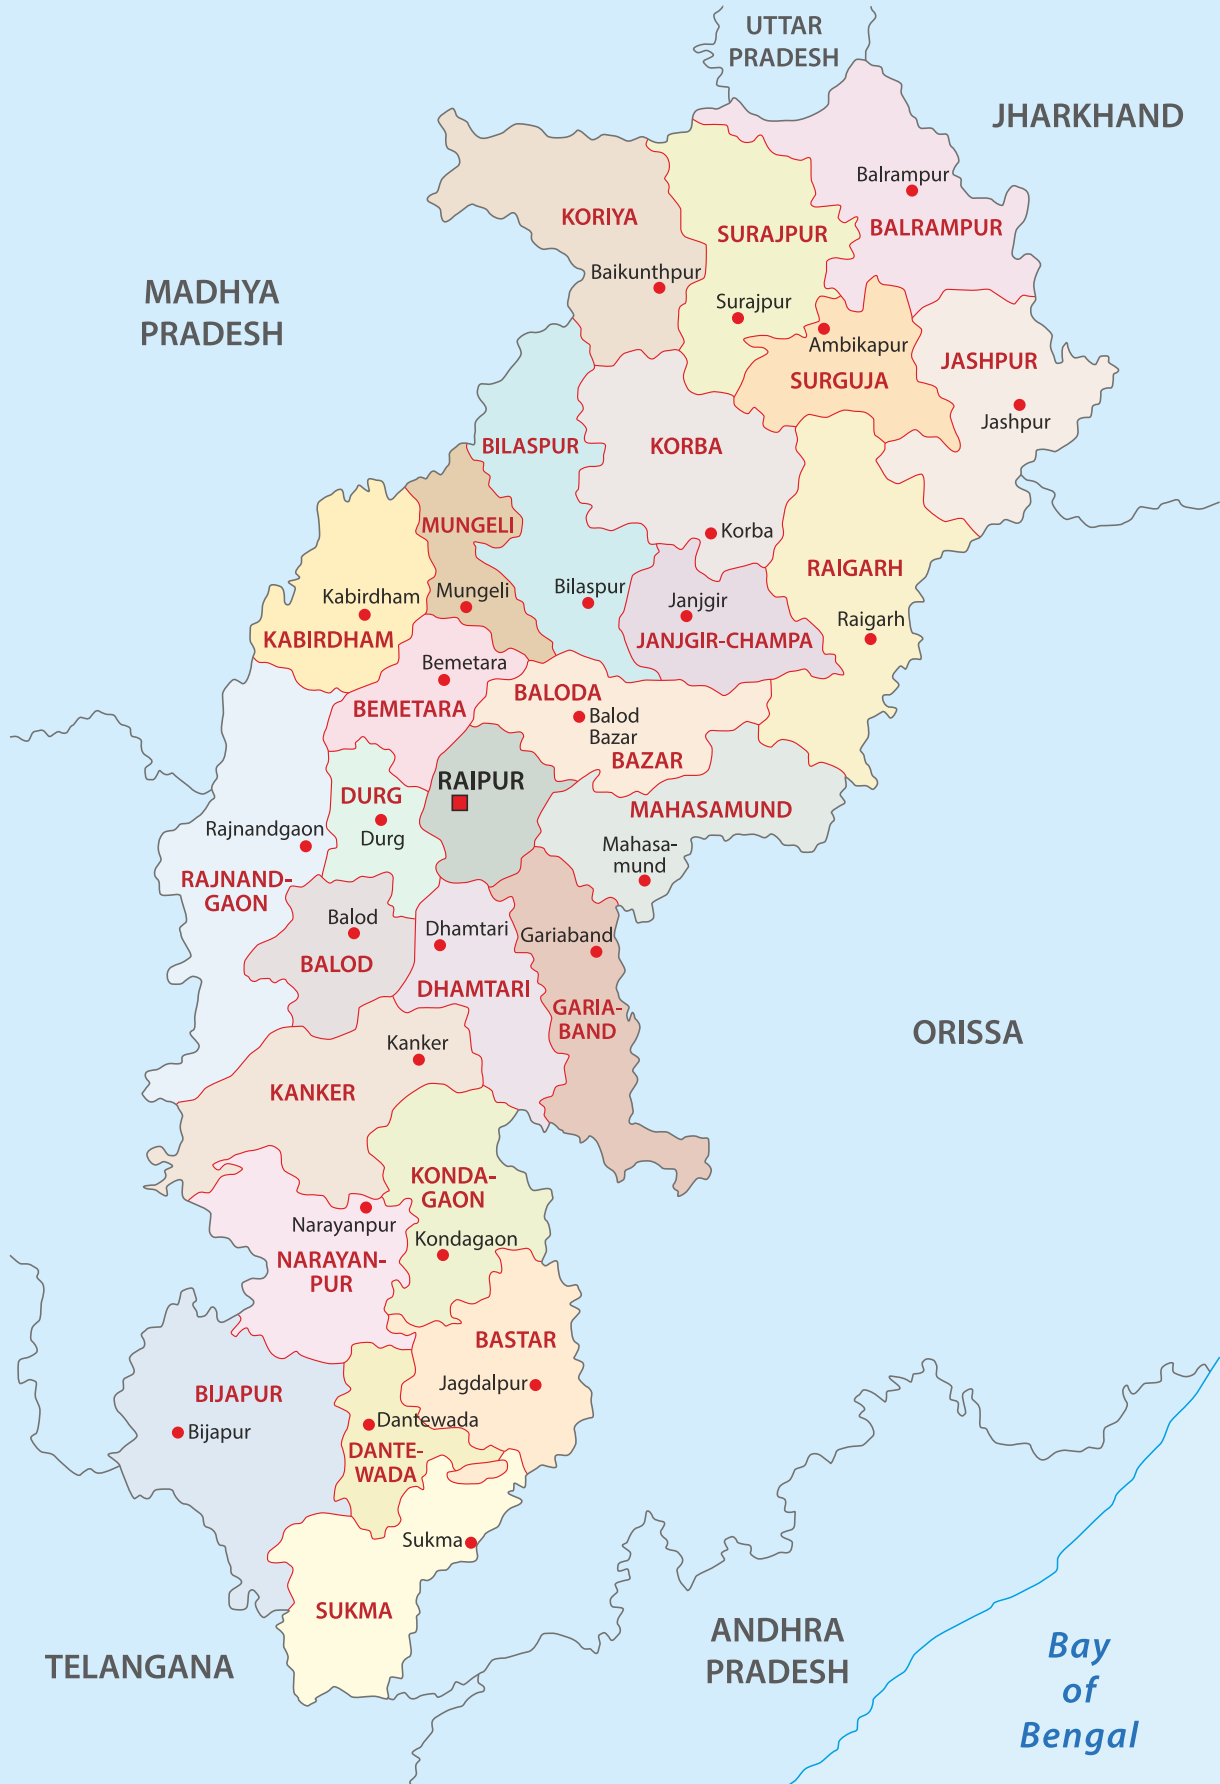 UTTAR
PRADESH
JHARKHAND
Balrampur
BALRAMPUR
KORIYA
SURAJPUR
Baikunthpur
MADHYA
PRADESH
Surajpur
Ambikapur
SURGUJA
JASHPUR
Jashpur
BILASPUR
KORBA
MUNGELI
Korba
RAIGARH
Kabirdham
Mungeli
Bilaspur
Janjgir
Raigarh
KABIRDHAM
JANJGIR-CHAMPA
Bemetara
BEMETARA
BALODA
Balod
Bazar
BAZAR
RAIPUR
DURG
Durg
MAHASAMUND
Mahasa-
mund
Rajnandgaon
RAJNAND-
GAON
Balod
BALOD
Dhamtari
DHAMTARI
Gariaband
GARIA-
BAND
ORISSA
Kanker
KANKER
KONDA-
GAON
Narayanpur
NARAYAN-
PUR
Kondagaon
BASTAR
Jagdalpur
BIJAPUR
Bijapur
Dantewada
DANTE-
WADA
Sukma
SUKMA
TELANGANA
ANDHRA
PRADESH
Bay
of
Bengal